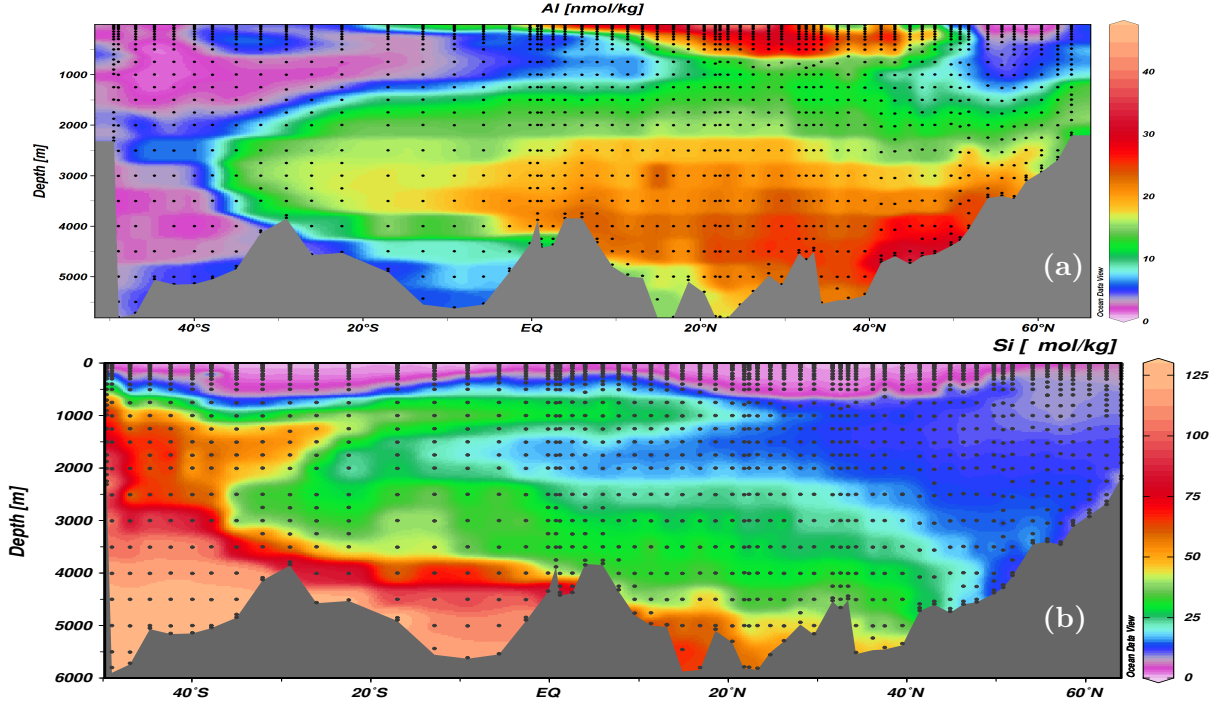 Al [nmol/kg]
Depth [m]
1000
2000
3000
4000
5000
40°S
20°S
EQ
20°N
40°N
60°N
(a)
Ocean Data View
40
30
20
10
0
Si [ mol/kg]
Depth [m]
0
1000
2000
3000
4000
5000
6000
40°S
20°S
EQ
20°N
40°N
60°N
(b)
Ocean Data View
125
100
75
50
25
0